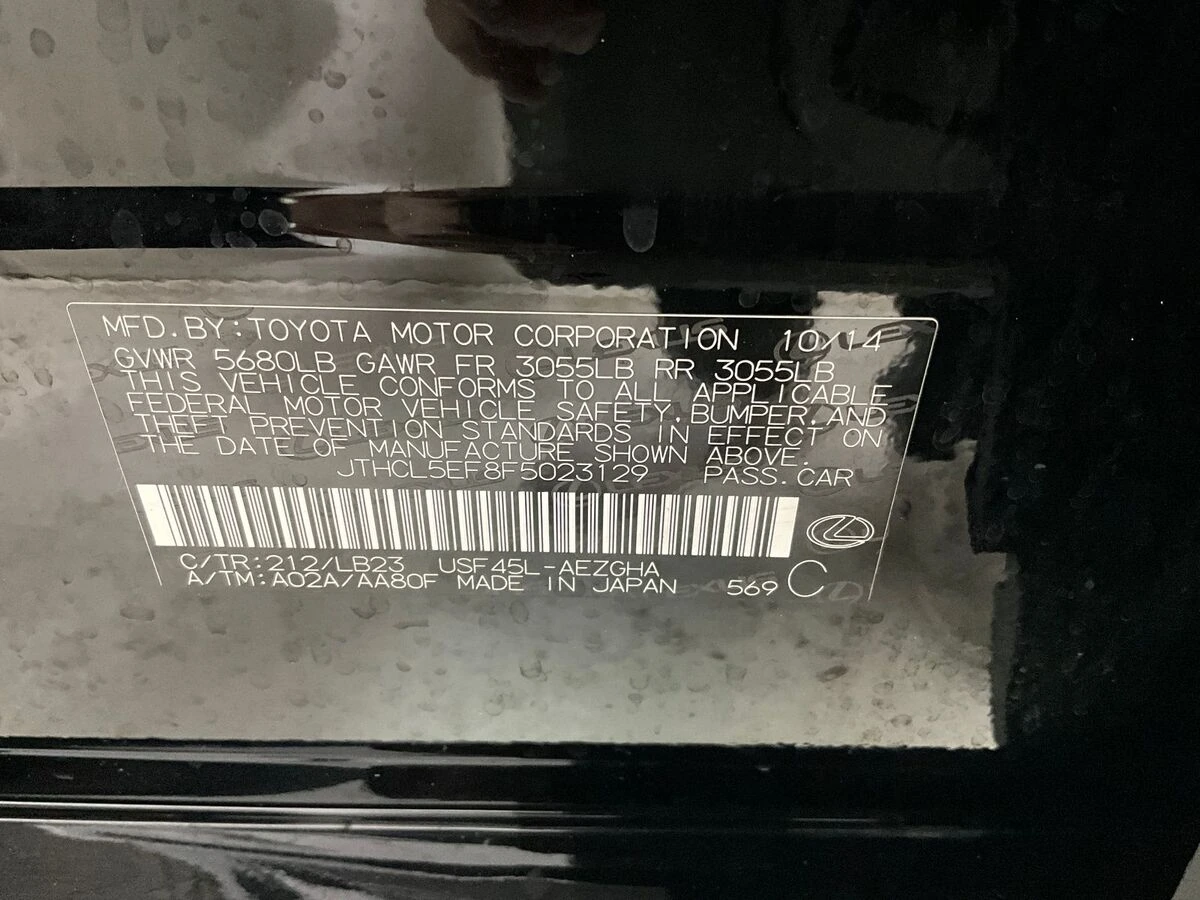 MFD.BY:TOYOTA MOTOR CORPORATION 10/14
GVWR 5680LB GAWR FR 3055LB RR 3055LB
THIS VEHICLE CONFORMS TO ALL APPLICABLE
FEDERAL MOTOR VEHICLE SAFETY,BUMPER,AND
THEFT PREVENTION STANDARDS IN EFFECT ON
THE DATE OF MANUFACTURE SHOWN ABOVE.
JTHCL5EF8F5023129 PASS.CAR
C/TR:212/LB23 USF45L-AEZGHA
A/TM:A02A/AA80F MADE IN JAPAN 569 C